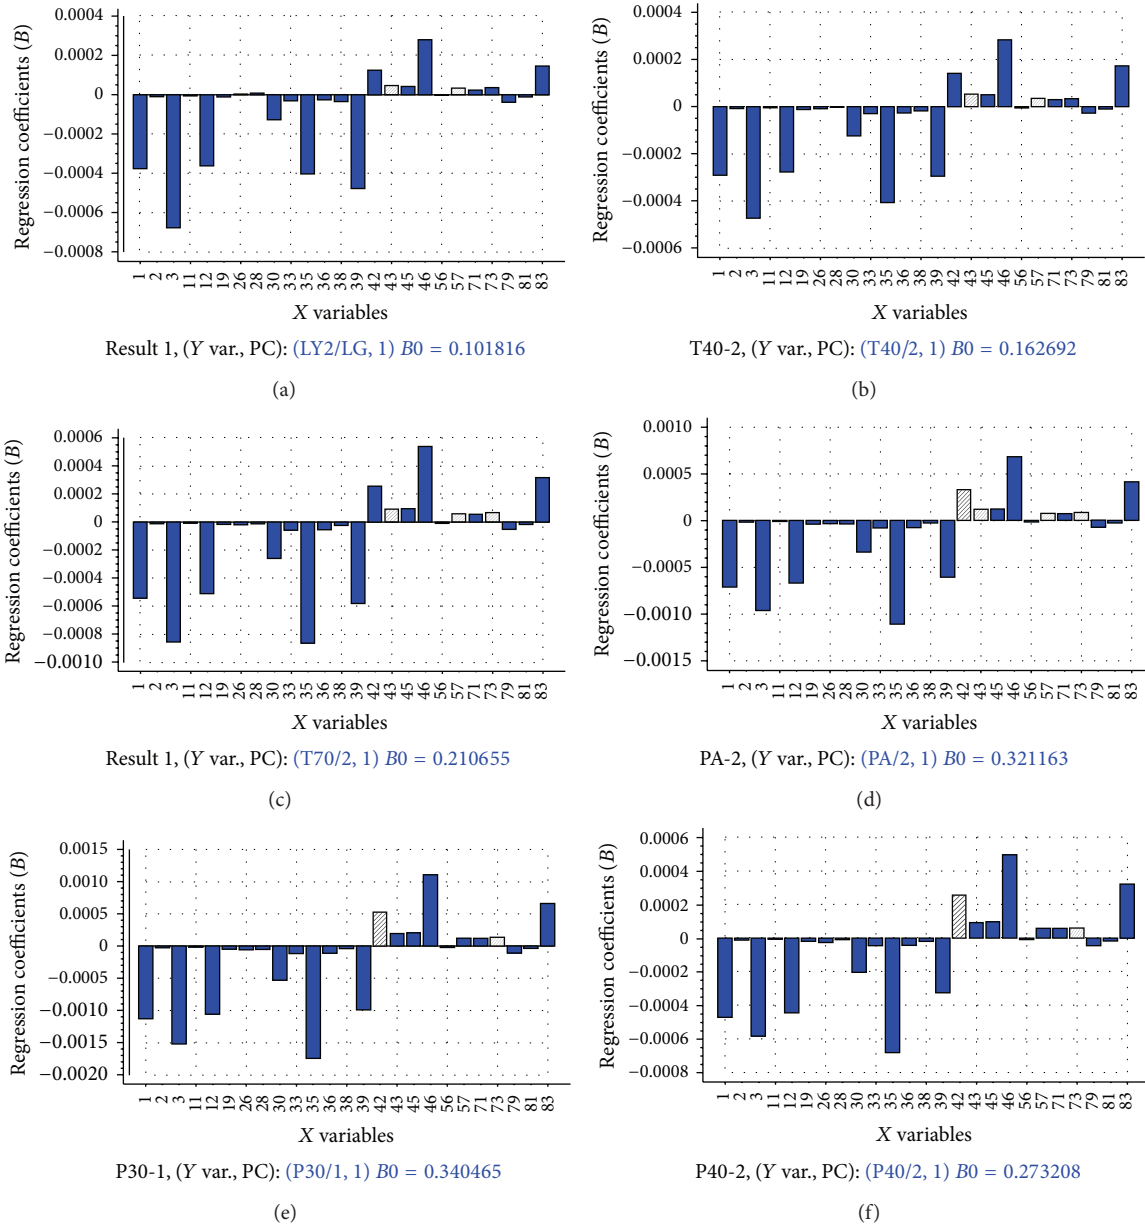 Regression coefficients (B)
0.0004
0.0002
0
−0.0002
−0.0004
−0.0006
−0.0008
1 2 3 11 12 19 26 28 30 33 35 36 38 39 42 43 45 46 56 57 71 73 79 81 83
X variables
Result 1, (Y var., PC): (LY2/LG, 1) B0 = 0.101816
(a)
Regression coefficients (B)
0.0004
0.0002
0
−0.0002
−0.0004
−0.0006
1 2 3 11 12 19 26 28 30 33 35 36 38 39 42 43 45 46 56 57 71 73 79 81 83
X variables
T40-2, (Y var., PC): (T40/2, 1) B0 = 0.162692
(b)
Regression coefficients (B)
0.0006
0.0004
0.0002
0
−0.0002
−0.0004
−0.0006
−0.0008
−0.0010
1 2 3 11 12 19 26 28 30 33 35 36 38 39 42 43 45 46 56 57 71 73 79 81 83
X variables
Result 1, (Y var., PC): (T70/2, 1) B0 = 0.210655
(c)
Regression coefficients (B)
0.0010
0.0005
0
−0.0005
−0.0010
−0.0015
1 2 3 11 12 19 26 28 30 33 35 36 38 39 42 43 45 46 56 57 71 73 79 81 83
X variables
PA-2, (Y var., PC): (PA/2, 1) B0 = 0.321163
(d)
Regression coefficients (B)
0.0015
0.0010
0.0005
0
−0.0005
−0.0010
−0.0015
−0.0020
1 2 3 11 12 19 26 28 30 33 35 36 38 39 42 43 45 46 56 57 71 73 79 81 83
X variables
P30-1, (Y var., PC): (P30/1, 1) B0 = 0.340465
(e)
Regression coefficients (B)
0.0006
0.0004
0.0002
0
−0.0002
−0.0004
−0.0006
−0.0008
1 2 3 11 12 19 26 28 30 33 35 36 38 39 42 43 45 46 56 57 71 73 79 81 83
X variables
P40-2, (Y var., PC): (P40/2, 1) B0 = 0.273208
(f)